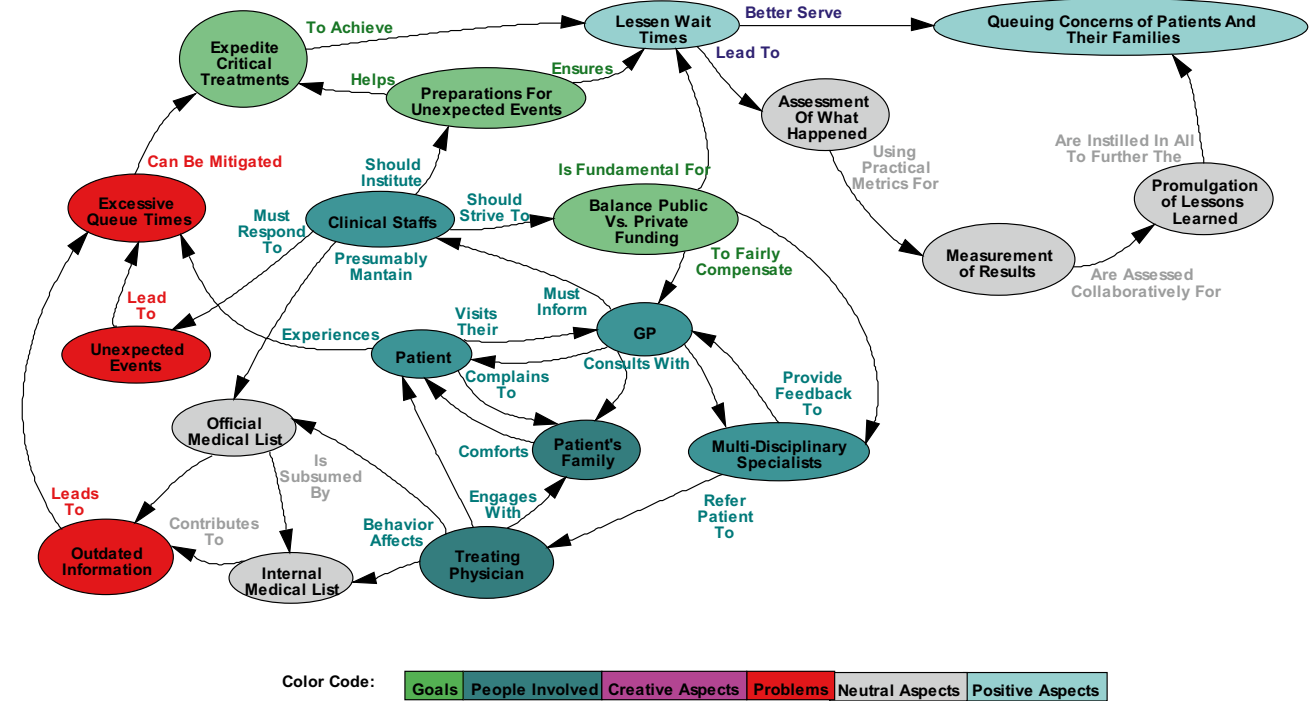 Lessen Wait
Times
Better Serve
Queuing Concerns of Patients And
Their Families
To Achieve
Expedite
Critical
Treatments
Lead To
Ensures
Helps
Preparations For
Unexpected Events
Assessment
Of What
Happened
Are Instilled In All
To Further The
Using
Practical
Metrics For
Can Be Mitigated
Should
Institute
Is Fundamental For
Promulgation
of Lessons
Learned
Excessive
Queue Times
Must
Respond
To
Clinical Staffs
Should
Strive To
Balance Public
Vs. Private
Funding
Presumably
Mantain
To Fairly
Compensate
Measurement
of Results
Are Assessed
Collaboratively For
Lead
To
Must
Inform
Visits
Their
Experiences
GP
Unexpected
Events
Patient
Consults With
Complains
To
Provide
Feedback
To
Official
Medical List
Is
Subsumed
By
Comforts
Patient's
Family
Multi-Disciplinary
Specialists
Leads
To
Contributes
To
Behavior
Affects
Engages
With
Refer
Patient
To
Outdated
Information
Internal
Medical List
Treating
Physician
Color Code:
Goals
People Involved
Creative Aspects
Problems
Neutral Aspects
Positive Aspects